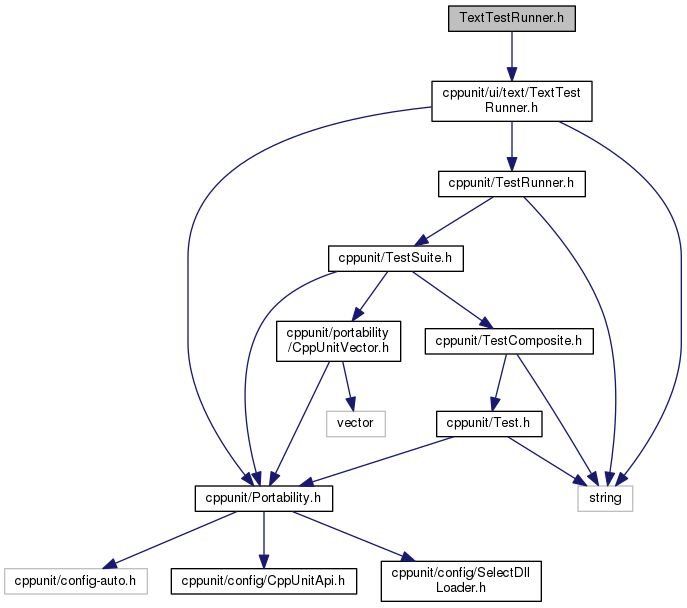 TextTestRunner.h
cppunit/ui/text/TextTest
Runner.h
cppunit/TestRunner.h
cppunit/TestSuite.h
cppunit/portability
/CppUnitVector.h
cppunit/TestComposite.h
vector
cppunit/Test.h
cppunit/Portability.h
string
cppunit/config-auto.h
cppunit/config/CppUnitApi.h
cppunit/config/SelectDll
Loader.h